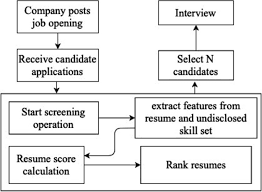 Company posts
job opening
Interview
Receive candidate
applications
Select N
candidates
Start screening
operation
extract features from
resume and undisclosed
skill set
Resume score
calculation
Rank resumes